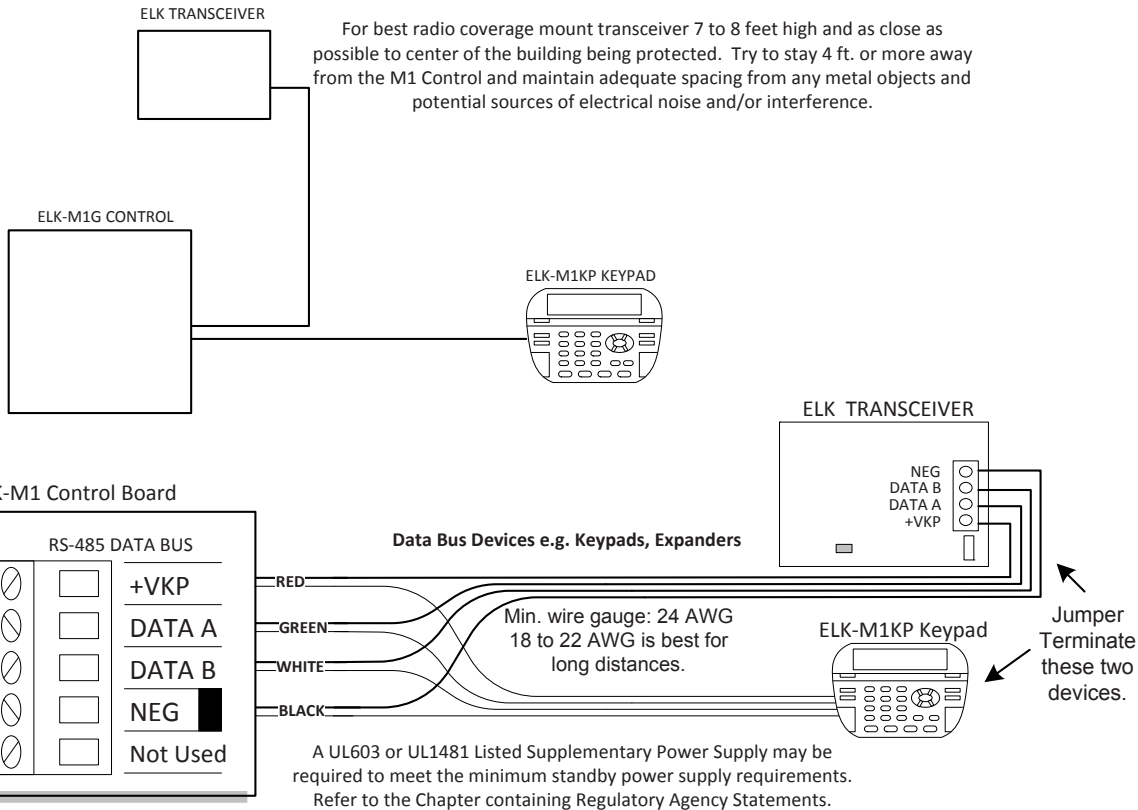 ELK TRANSCEIVER
For best radio coverage mount transceiver 7 to 8 feet high and as close as
possible to center of the building being protected. Try to stay 4 ft. or more away
from the M1 Control and maintain adequate spacing from any metal objects and
potential sources of electrical noise and/or interference.
ELK-M1G CONTROL
ELK-M1KP KEYPAD
ELK TRANSCEIVER
NEG
DATA B
DATA A
+VKP
K-M1 Control Board
RS-485 DATA BUS
+VKP
DATA A
DATA B
NEG
Not Used
Data Bus Devices e.g. Keypads, Expanders
RED
GREEN
WHITE
BLACK
Min. wire gauge: 24 AWG
18 to 22 AWG is best for
long distances.
ELK-M1KP Keypad
Jumper
Terminate
these two
devices.
A UL603 or UL1481 Listed Supplementary Power Supply may be
required to meet the minimum standby power supply requirements.
Refer to the Chapter containing Regulatory Agency Statements.